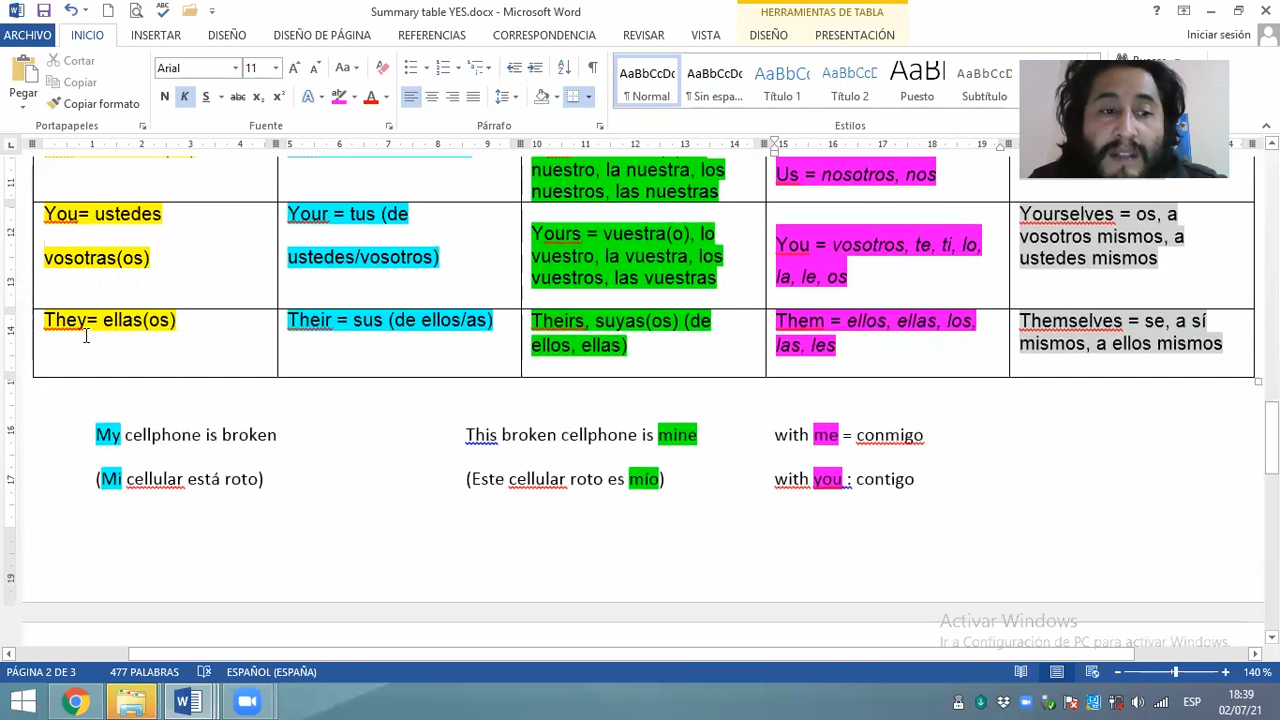 Summary table YES.docx - Microsoft Word
HERRAMIENTAS DE TABLA
ARCHIVO INICIO INSERTAR DISEÑO DISEÑO DE PÁGINA REFERENCIAS CORRESPONDENCIA REVISAR VISTA DISEÑO PRESENTACIÓN Iniciar sesión
Pegar
Cortar
Copiar
Copiar formato
Arial 11
N K S abc x₂ x² A
AaBbCcDc AaBbCcDc AaBbCc AaBbCcD AaBl AaBbCcD
¶ Normal ¶ Sin espa... Título 1 Título 2 Puesto Subtítulo
Portapapeles Fuente Párrafo Estilos
nuestro, la nuestra, los
nuestros, las nuestras
Us = nosotros, nos
You= ustedes
vosotras(os)
Your = tus (de
ustedes/vosotros)
Yours = vuestra(o), lo
vuestro, la vuestra, los
vuestros, las vuestras
You = vosotros, te, ti, lo,
la, le, os
Yourselves = os, a
vosotros mismos, a
ustedes mismos
They= ellas(os)
Their = sus (de ellos/as)
Theirs, suyas(os) (de
ellos, ellas)
Them = ellos, ellas, los,
las, les
Themselves = se, a sí
mismos, a ellos mismos
My cellphone is broken
This broken cellphone is mine
with me = conmigo
(Mi cellular está roto)
(Este cellular roto es mío)
with you : contigo
Activar Windows
Ir a Configuración de PC para activar Windows.
PÁGINA 2 DE 3 477 PALABRAS ESPAÑOL (ESPAÑA) 140 %
ESP
18:39
02/07/21